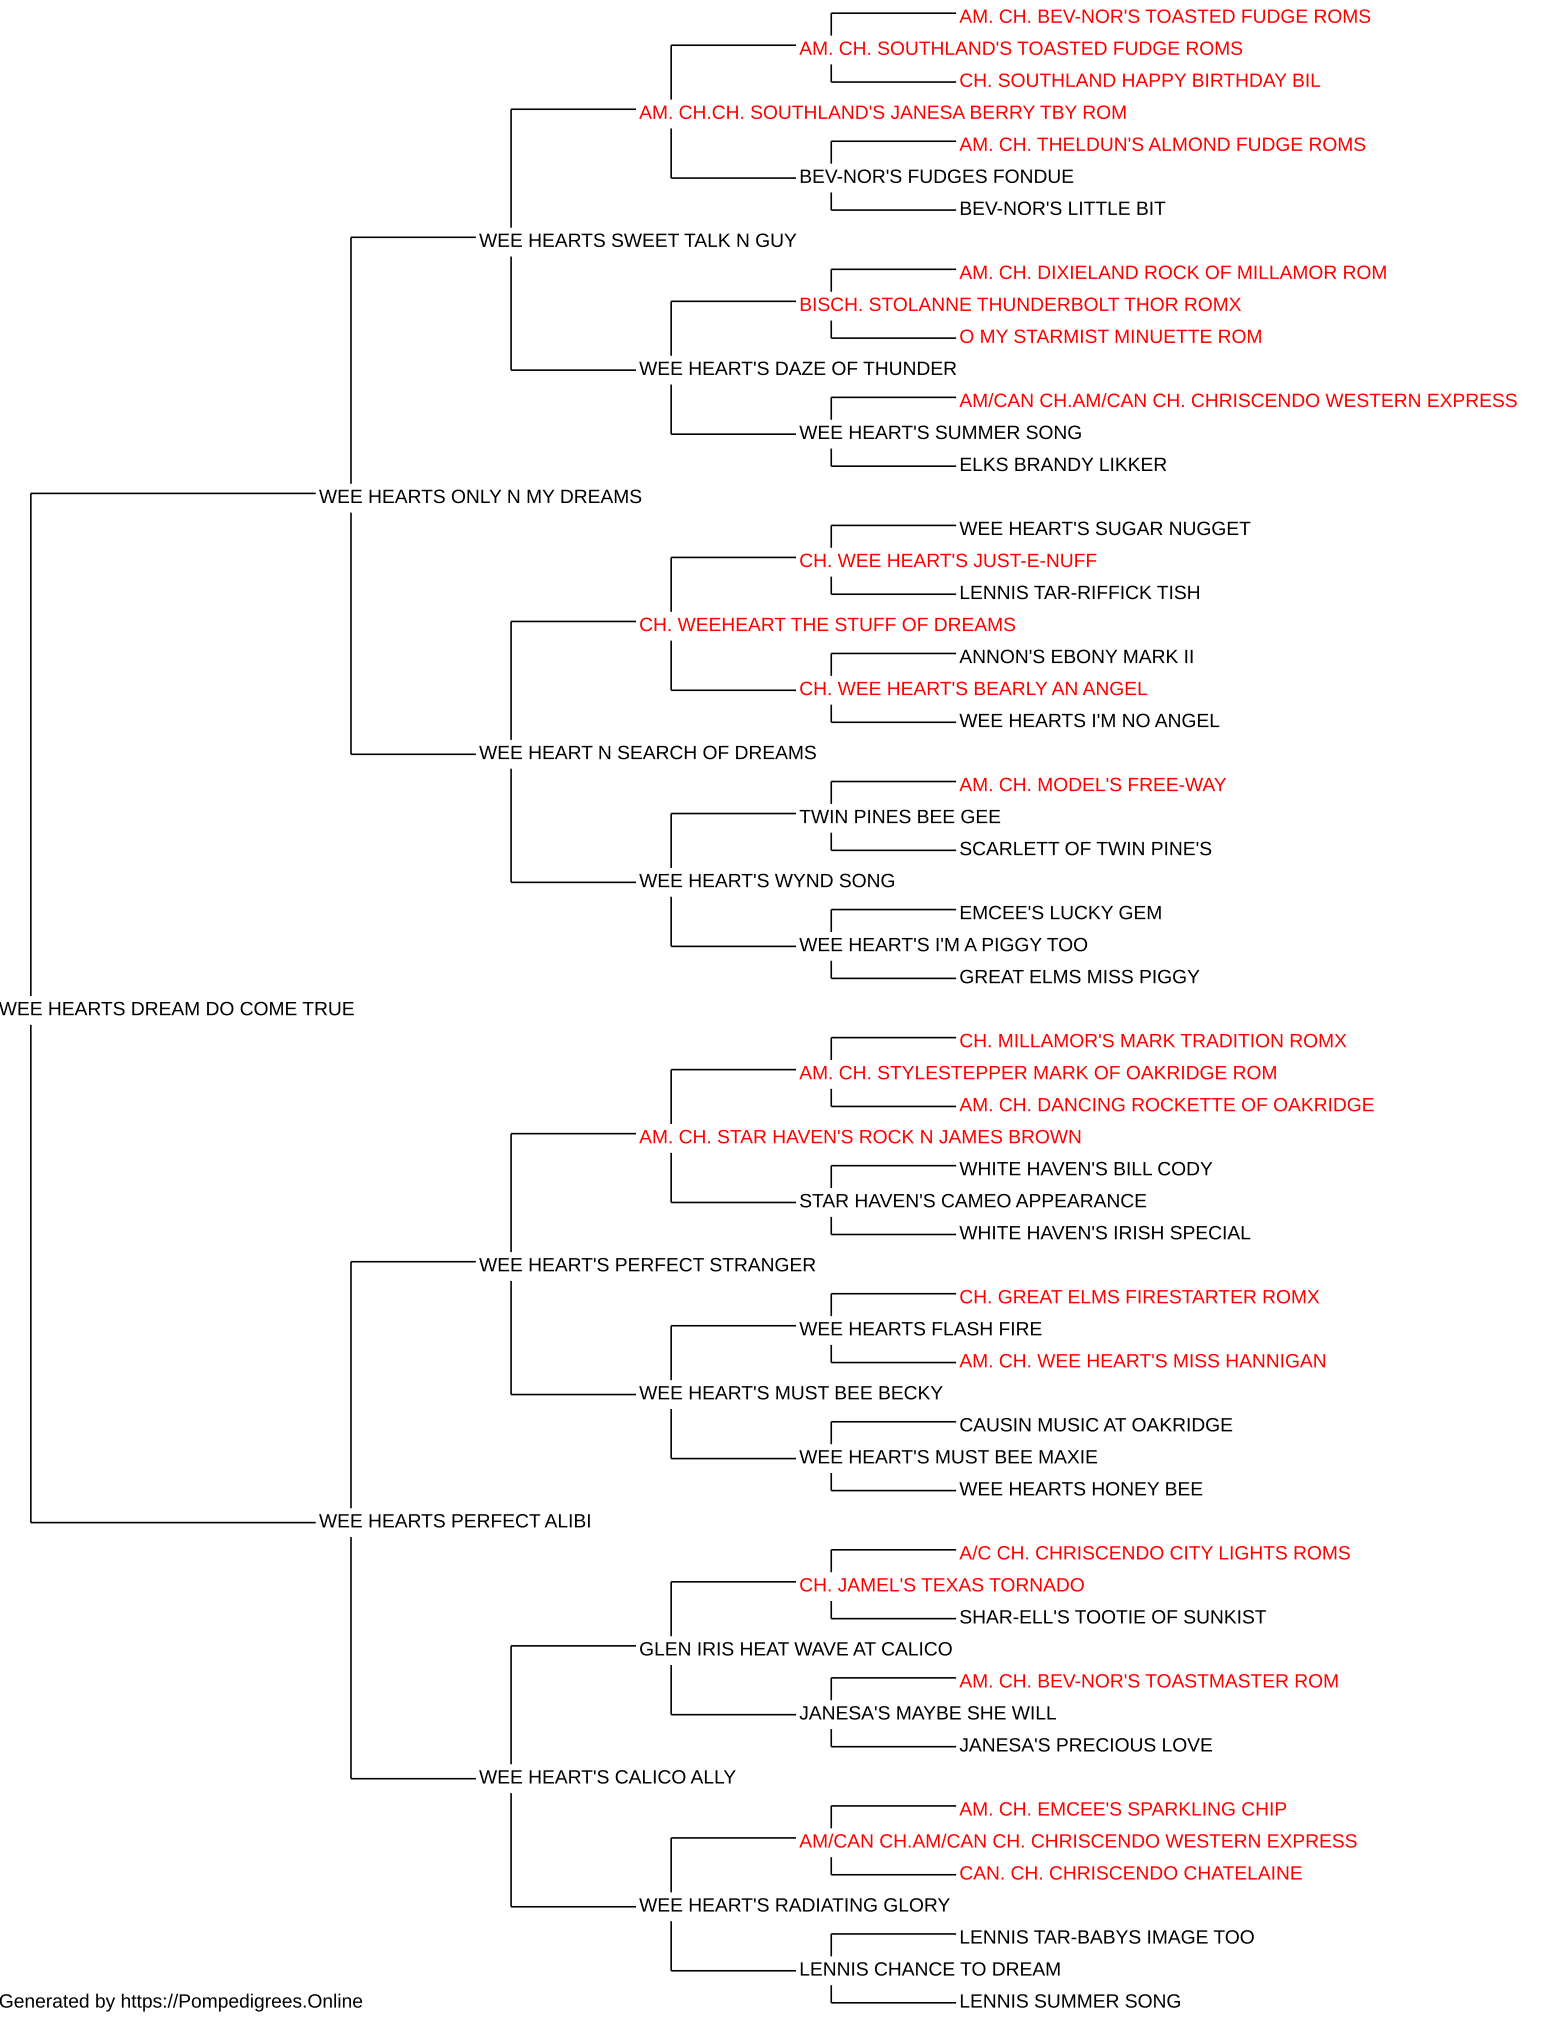 AM. CH. BEV-NOR'S TOASTED FUDGE ROMS
AM. CH. SOUTHLAND'S TOASTED FUDGE ROMS
CH. SOUTHLAND HAPPY BIRTHDAY BIL
AM. CH.CH. SOUTHLAND'S JANESA BERRY TBY ROM
AM. CH. THELDUN'S ALMOND FUDGE ROMS
BEV-NOR'S FUDGES FONDUE
BEV-NOR'S LITTLE BIT
WEE HEARTS SWEET TALK N GUY
AM. CH. DIXIELAND ROCK OF MILLAMOR ROM
BISCH. STOLANNE THUNDERBOLT THOR ROMX
O MY STARMIST MINUETTE ROM
WEE HEART'S DAZE OF THUNDER
AM/CAN CH.AM/CAN CH. CHRISCENDO WESTERN EXPRESS
WEE HEART'S SUMMER SONG
ELKS BRANDY LIKKER
WEE HEARTS ONLY N MY DREAMS
WEE HEART'S SUGAR NUGGET
CH. WEE HEART'S JUST-E-NUFF
LENNIS TAR-RIFFICK TISH
CH. WEEHEART THE STUFF OF DREAMS
ANNON'S EBONY MARK II
CH. WEE HEART'S BEARLY AN ANGEL
WEE HEARTS I'M NO ANGEL
WEE HEART N SEARCH OF DREAMS
AM. CH. MODEL'S FREE-WAY
TWIN PINES BEE GEE
SCARLETT OF TWIN PINE'S
WEE HEART'S WYND SONG
EMCEE'S LUCKY GEM
WEE HEART'S I'M A PIGGY TOO
GREAT ELMS MISS PIGGY
WEE HEARTS DREAM DO COME TRUE
CH. MILLAMOR'S MARK TRADITION ROMX
AM. CH. STYLESTEPPER MARK OF OAKRIDGE ROM
AM. CH. DANCING ROCKETTE OF OAKRIDGE
AM. CH. STAR HAVEN'S ROCK N JAMES BROWN
WHITE HAVEN'S BILL CODY
STAR HAVEN'S CAMEO APPEARANCE
WHITE HAVEN'S IRISH SPECIAL
WEE HEART'S PERFECT STRANGER
CH. GREAT ELMS FIRESTARTER ROMX
WEE HEARTS FLASH FIRE
AM. CH. WEE HEART'S MISS HANNIGAN
WEE HEART'S MUST BEE BECKY
CAUSIN MUSIC AT OAKRIDGE
WEE HEART'S MUST BEE MAXIE
WEE HEARTS HONEY BEE
WEE HEARTS PERFECT ALIBI
A/C CH. CHRISCENDO CITY LIGHTS ROMS
CH. JAMEL'S TEXAS TORNADO
SHAR-ELL'S TOOTIE OF SUNKIST
GLEN IRIS HEAT WAVE AT CALICO
AM. CH. BEV-NOR'S TOASTMASTER ROM
JANESA'S MAYBE SHE WILL
JANESA'S PRECIOUS LOVE
WEE HEART'S CALICO ALLY
AM. CH. EMCEE'S SPARKLING CHIP
AM/CAN CH.AM/CAN CH. CHRISCENDO WESTERN EXPRESS
CAN. CH. CHRISCENDO CHATELAINE
WEE HEART'S RADIATING GLORY
LENNIS TAR-BABYS IMAGE TOO
LENNIS CHANCE TO DREAM
LENNIS SUMMER SONG
Generated by https://Pompedigrees.Online